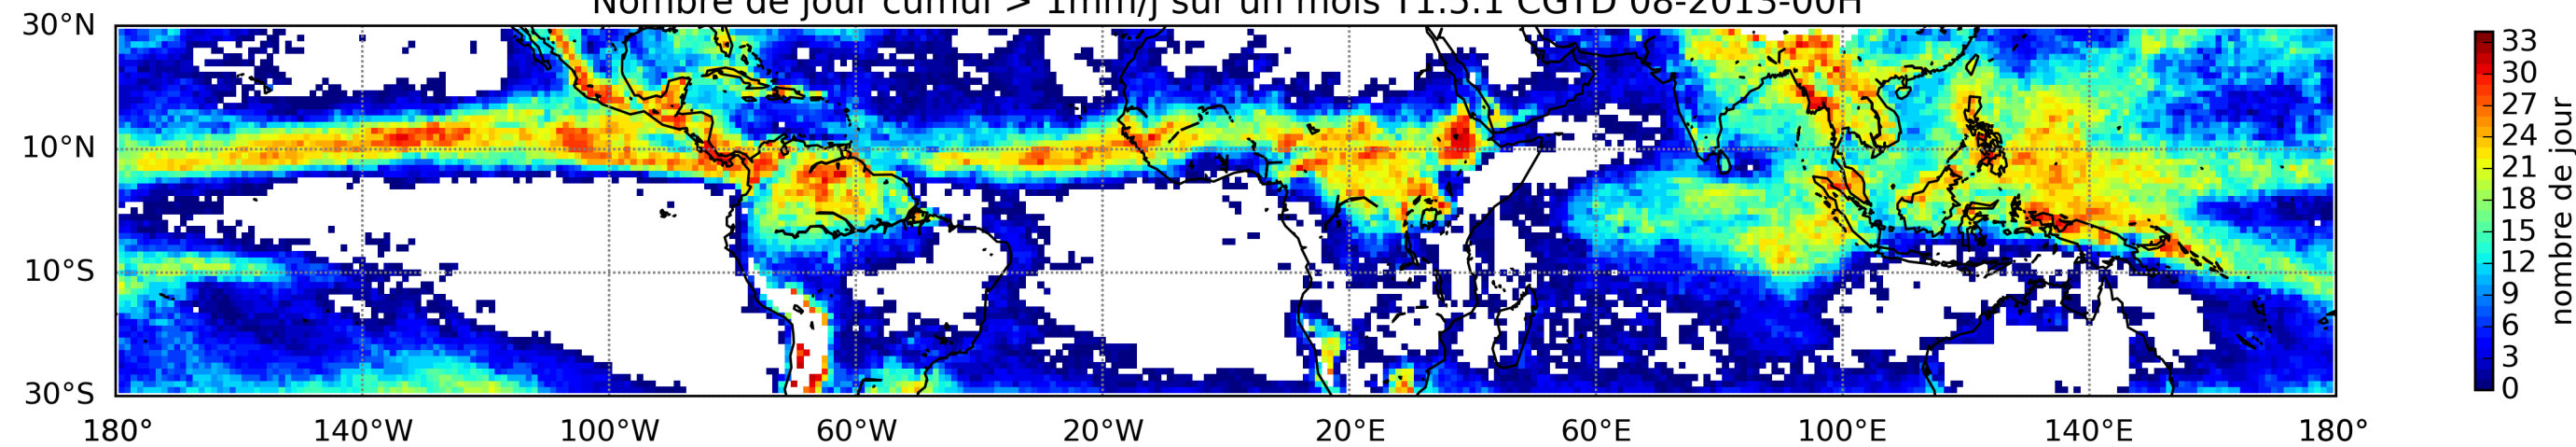 Nombre de jour cumul > 1mm/j sur un mois T1.5.1 CGTD 08-2013-00H
30°N
10°N
10°S
30°S
180° 140°W 100°W 60°W 20°W 20°E 60°E 100°E 140°E 180°
33
30
27
24
21
18
15
12
9
6
3
0
nombre de jour